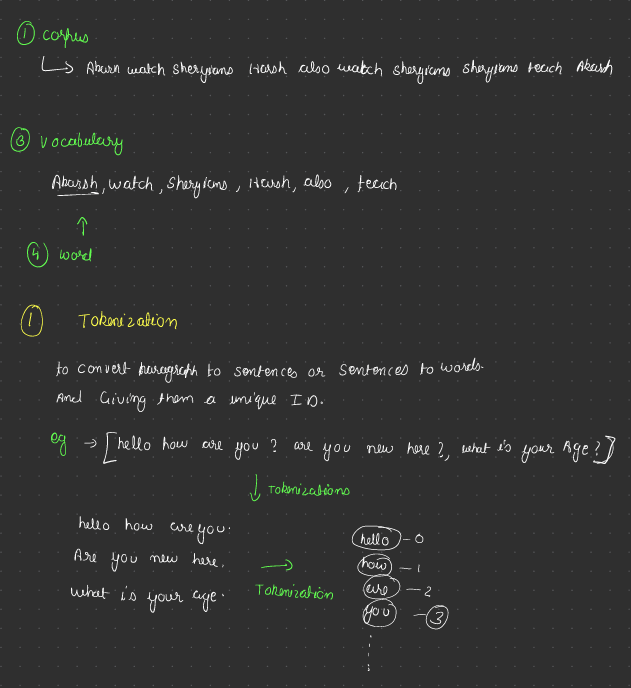 ① corpus
↳ Akarsh watch Sheryians Harsh also watch sheryians sheryians teach Akarsh
③ Vocabulary
Akarsh, watch, Sheryians, Harsh, also, teach
↑
④ word
① Tokenization
to convert paragraph to sentences or sentences to words.
And Giving them a unique ID.
eg → [hello how are you ? are you new here ?, what is your Age ?]
↓ Tokenizations
hello how are you.
Are you new here.
what is your age.
→ Tokenization
hello - 0
how - 1
are - 2
you - ③